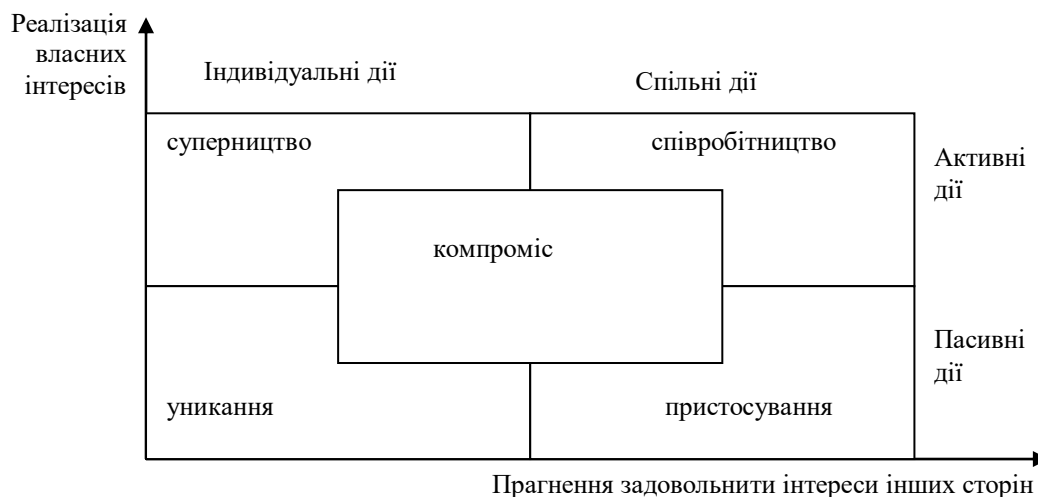 Реалізація
власних
інтересів
Індивідуальні дії
Спільні дії
суперництво
співробітництво
Активні
дії
компроміс
Пасивні
дії
уникання
пристосування
Прагнення задовольнити інтереси інших сторін